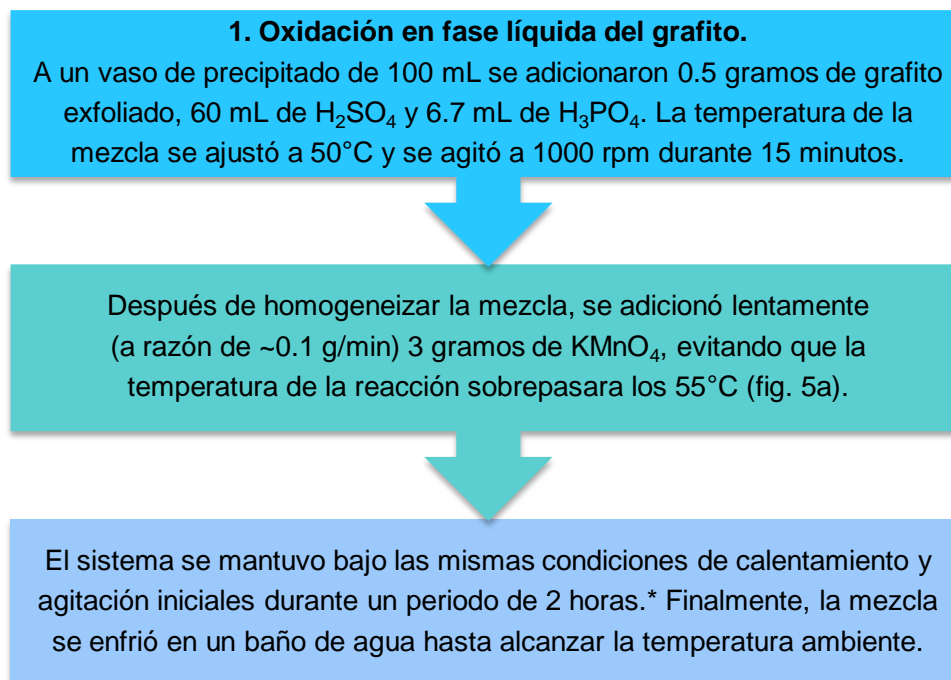 1. Oxidación en fase líquida del grafito.
A un vaso de precipitado de 100 mL se adicionaron 0.5 gramos de grafito
exfoliado, 60 mL de H₂SO₄ y 6.7 mL de H₃PO₄. La temperatura de la
mezcla se ajustó a 50°C y se agitó a 1000 rpm durante 15 minutos.
Después de homogeneizar la mezcla, se adicionó lentamente
(a razón de ~0.1 g/min) 3 gramos de KMnO₄, evitando que la
temperatura de la reacción sobrepasara los 55°C (fig. 5a).
El sistema se mantuvo bajo las mismas condiciones de calentamiento y
agitación iniciales durante un periodo de 2 horas.* Finalmente, la mezcla
se enfrió en un baño de agua hasta alcanzar la temperatura ambiente.